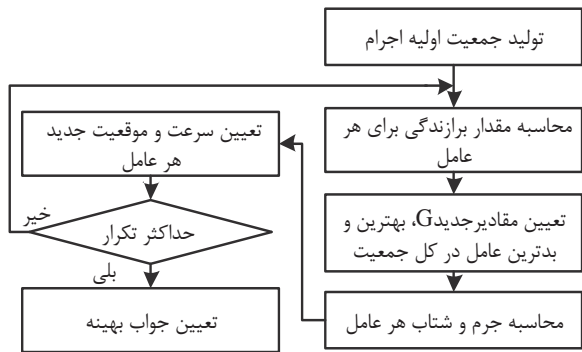 تولید جمعیت اولیه اجرام
محاسبه مقدار برازندگی برای هر
عامل
تعیین مقادیرجدیدG، بهترین و
بدترین عامل در کل جمعیت
محاسبه جرم و شتاب هر عامل
تعیین سرعت و موقعیت جدید
هر عامل
حداکثر تکرار
خیر
بلی
تعیین جواب بهینه